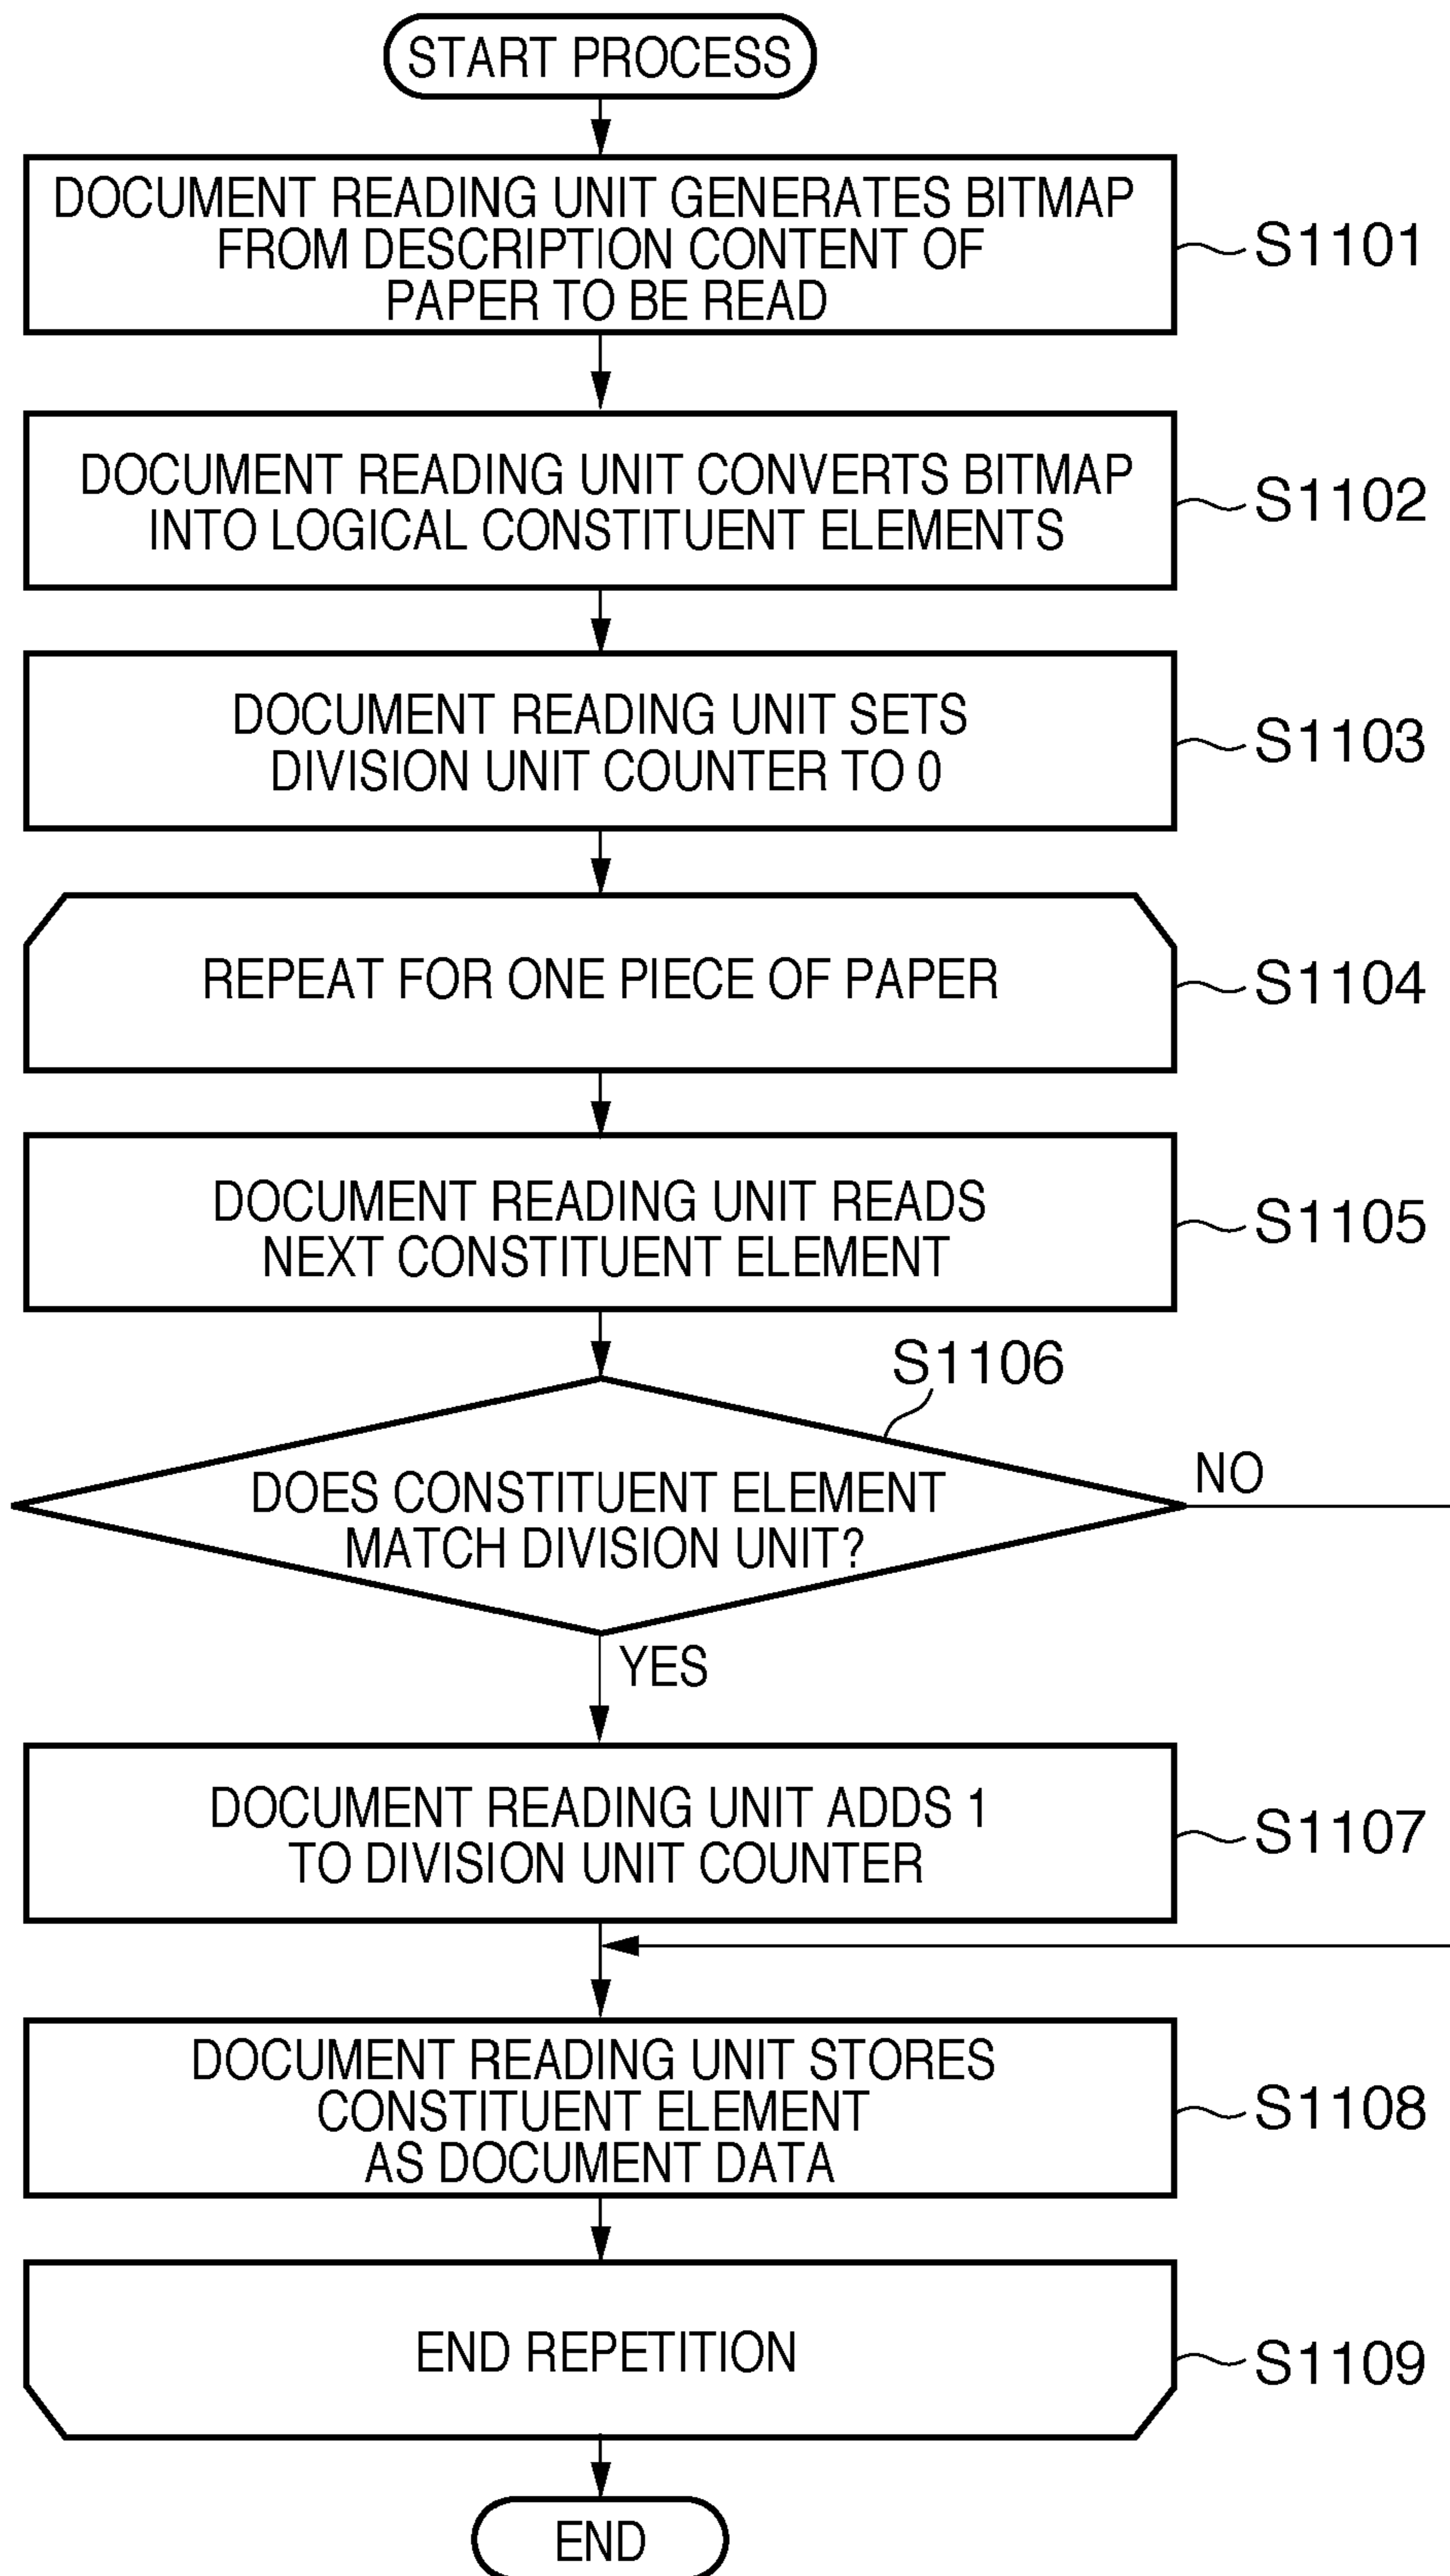 START PROCESS
DOCUMENT READING UNIT GENERATES BITMAP
FROM DESCRIPTION CONTENT OF
PAPER TO BE READ
S1101
DOCUMENT READING UNIT CONVERTS BITMAP
INTO LOGICAL CONSTITUENT ELEMENTS
S1102
DOCUMENT READING UNIT SETS
DIVISION UNIT COUNTER TO 0
S1103
REPEAT FOR ONE PIECE OF PAPER
S1104
DOCUMENT READING UNIT READS
NEXT CONSTITUENT ELEMENT
S1105
S1106
DOES CONSTITUENT ELEMENT
MATCH DIVISION UNIT?
NO
YES
DOCUMENT READING UNIT ADDS 1
TO DIVISION UNIT COUNTER
S1107
DOCUMENT READING UNIT STORES
CONSTITUENT ELEMENT
AS DOCUMENT DATA
S1108
END REPETITION
S1109
END